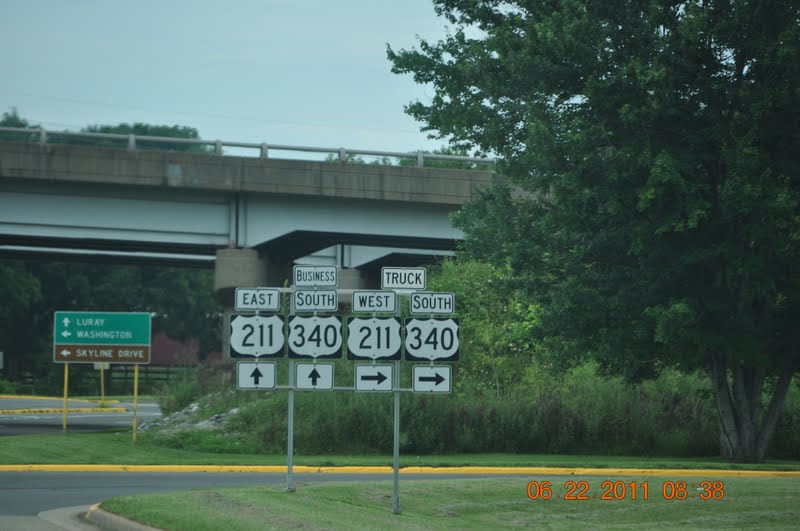 BUSINESS TRUCK
EAST SOUTH WEST SOUTH
211 340 211 340
LURAY
WASHINGTON
SKYLINE DRIVE
06 22 2011 08:38